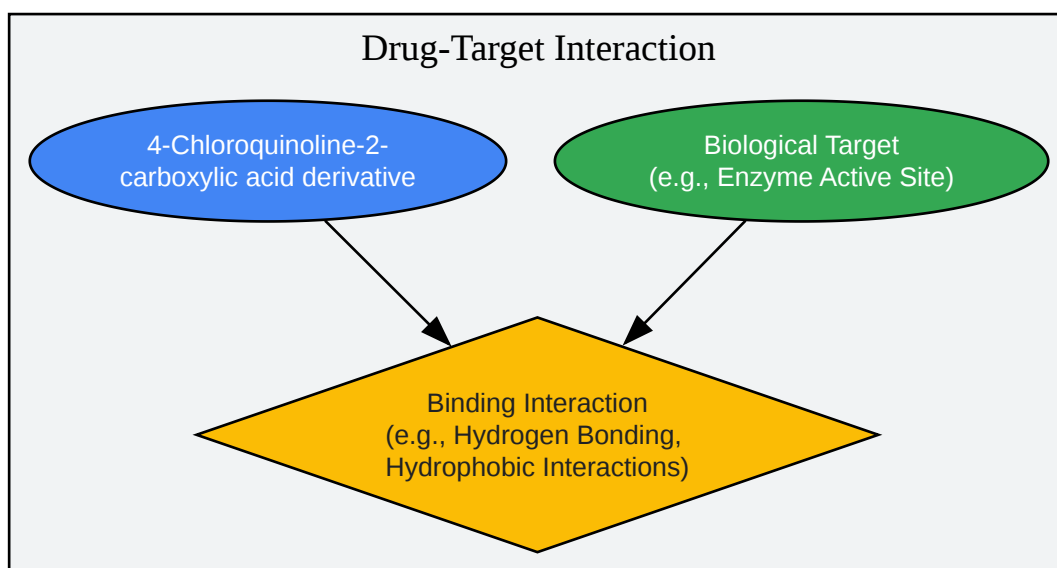 Drug-Target Interaction
4-Chloroquinoline-2-
carboxylic acid derivative
Biological Target
(e.g., Enzyme Active Site)
Binding Interaction
(e.g., Hydrogen Bonding,
Hydrophobic Interactions)